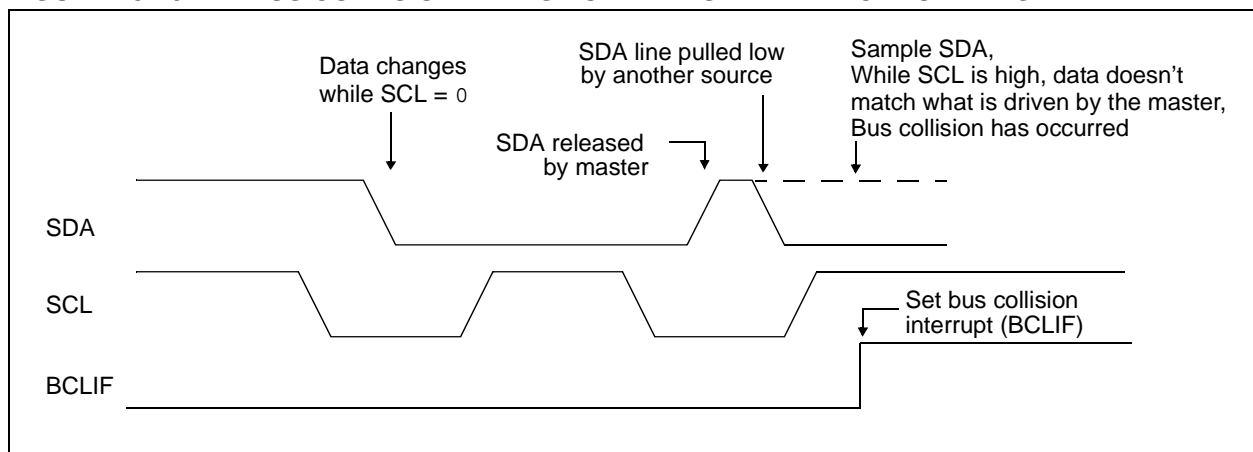 Data changes
while SCL = 0
SDA line pulled low
by another source
Sample SDA,
While SCL is high, data doesn't
match what is driven by the master,
Bus collision has occurred
SDA released
by master
SDA
SCL
Set bus collision
interrupt (BCLIF)
BCLIF